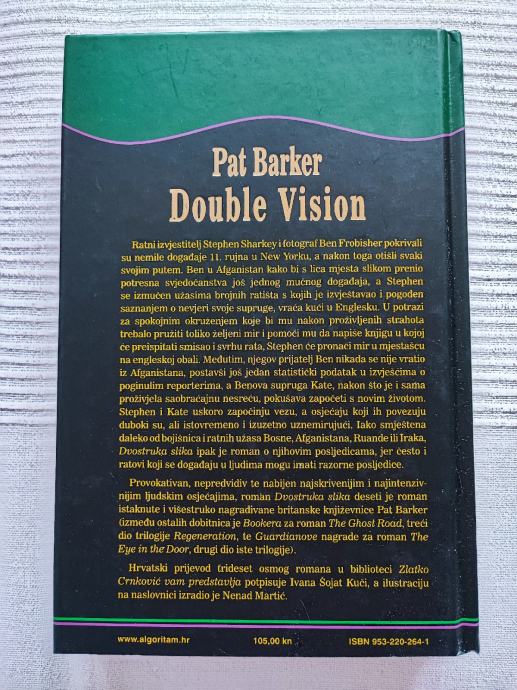 Pat Barker
Double Vision
Ratni izvjestitelj Stephen Sharkey i fotograf Ben Frobisher pokrivali
su nemile događaje 11. rujna u New Yorku, a nakon toga otišli svaki
svojim putem. Ben u Afganistan kako bi s lica mjesta slikom prenio
potresna svjedočanstva još jednog mučnog događaja, a Stephen
se izmučen užasima brojnih ratišta s kojih je izvještavao i pogođen
saznanjem o nevjeri svoje supruge, vraća kući u Englesku. U potrazi
za spokojnim okruženjem koje bi mu nakon proživljenih strahota
trebalo pružiti toliko željeni mir i pomoći mu da napiše knjigu u kojoj
će preispitati smisao i svrhu rata, Stephen će pronaći mir u mjestašcu
na engleskoj obali. Međutim, njegov prijatelj Ben nikada se nije vratio
iz Afganistana, postavši još jedan statistički podatak u izvješćima o
poginulim reporterima, a Benova supruga Kate, nakon što je i sama
proživjela saobraćajnu nesreću, pokušava započeti s novim životom.
Stephen i Kate uskoro započinju vezu, a osjećaji koji ih povezuju
duboki su, ali istovremeno i izuzetno uznemirujući. Iako smještena
daleko od bojišnica i ratnih užasa Bosne, Afganistana, Ruande ili Iraka,
Dvostruka slika ipak je roman o njihovim posljedicama, jer često i
ratovi koji se događaju u ljudima mogu imati razorne posljedice.
Provokativan, nepredvidiv te nabijen najskrivenijim i najintenziv-
nijim ljudskim osjećajima, roman Dvostruka slika deseti je roman
istaknute i višestruko nagrađivane britanske književnice Pat Barker
(između ostalih dobitnica je Bookera za roman The Ghost Road, treći
dio trilogije Regeneration, te Guardianove nagrade za roman The
Eye in the Door, drugi dio iste trilogije).
Hrvatski prijevod trideset osmog romana u biblioteci Zlatko
Crnković vam predstavlja potpisuje Ivana Šojat Kuči, a ilustraciju
na naslovnici izradio je Nenad Martić.
www.algoritam.hr 105,00 kn ISBN 953-220-264-1